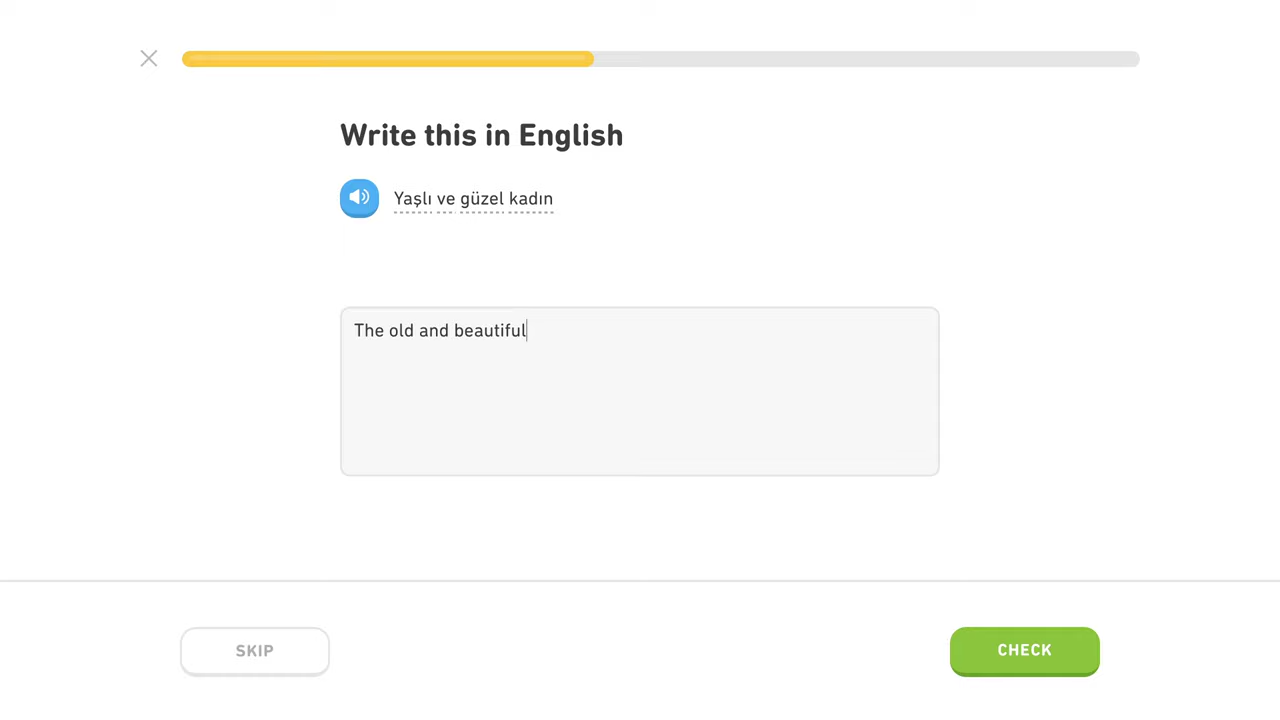 Write this in English
Yaşlı ve güzel kadın
The old and beautiful
SKIP
CHECK